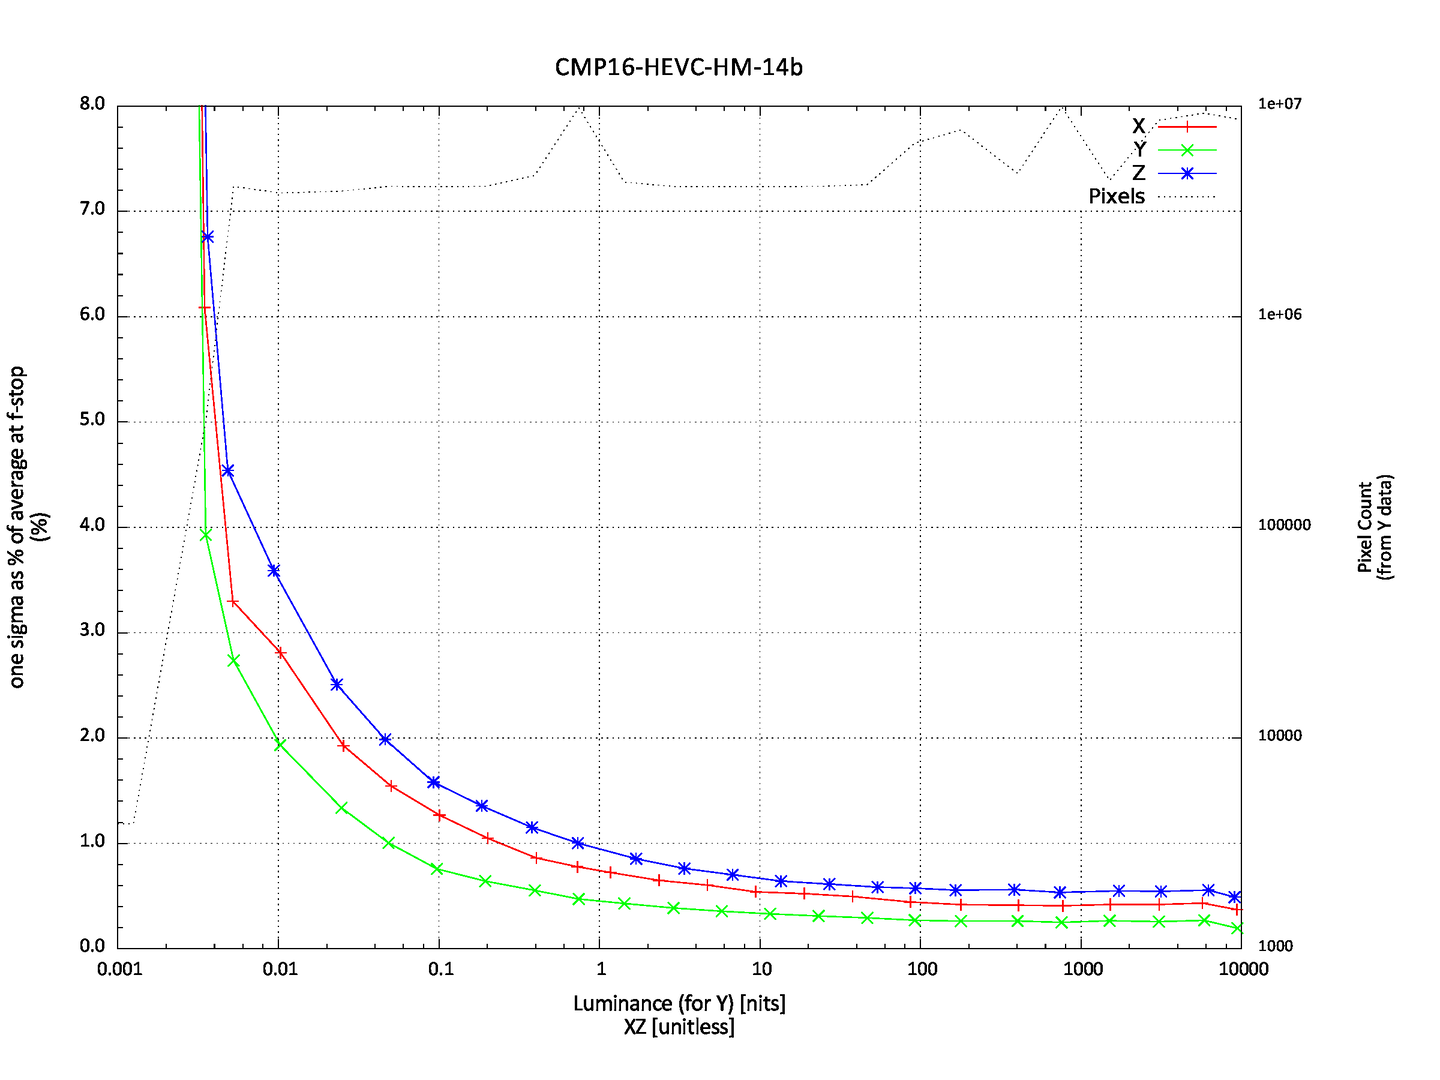 CMP16-HEVC-HM-14b
8.0
7.0
6.0
5.0
4.0
3.0
2.0
1.0
0.0
one sigma as % of average at f-stop
(%)
X
Y
Z
Pixels
1e+07
1e+06
100000
10000
1000
Pixel Count
(from Y data)
0.001
0.01
0.1
1
10
100
1000
10000
Luminance (for Y) [nits]
XZ [unitless]